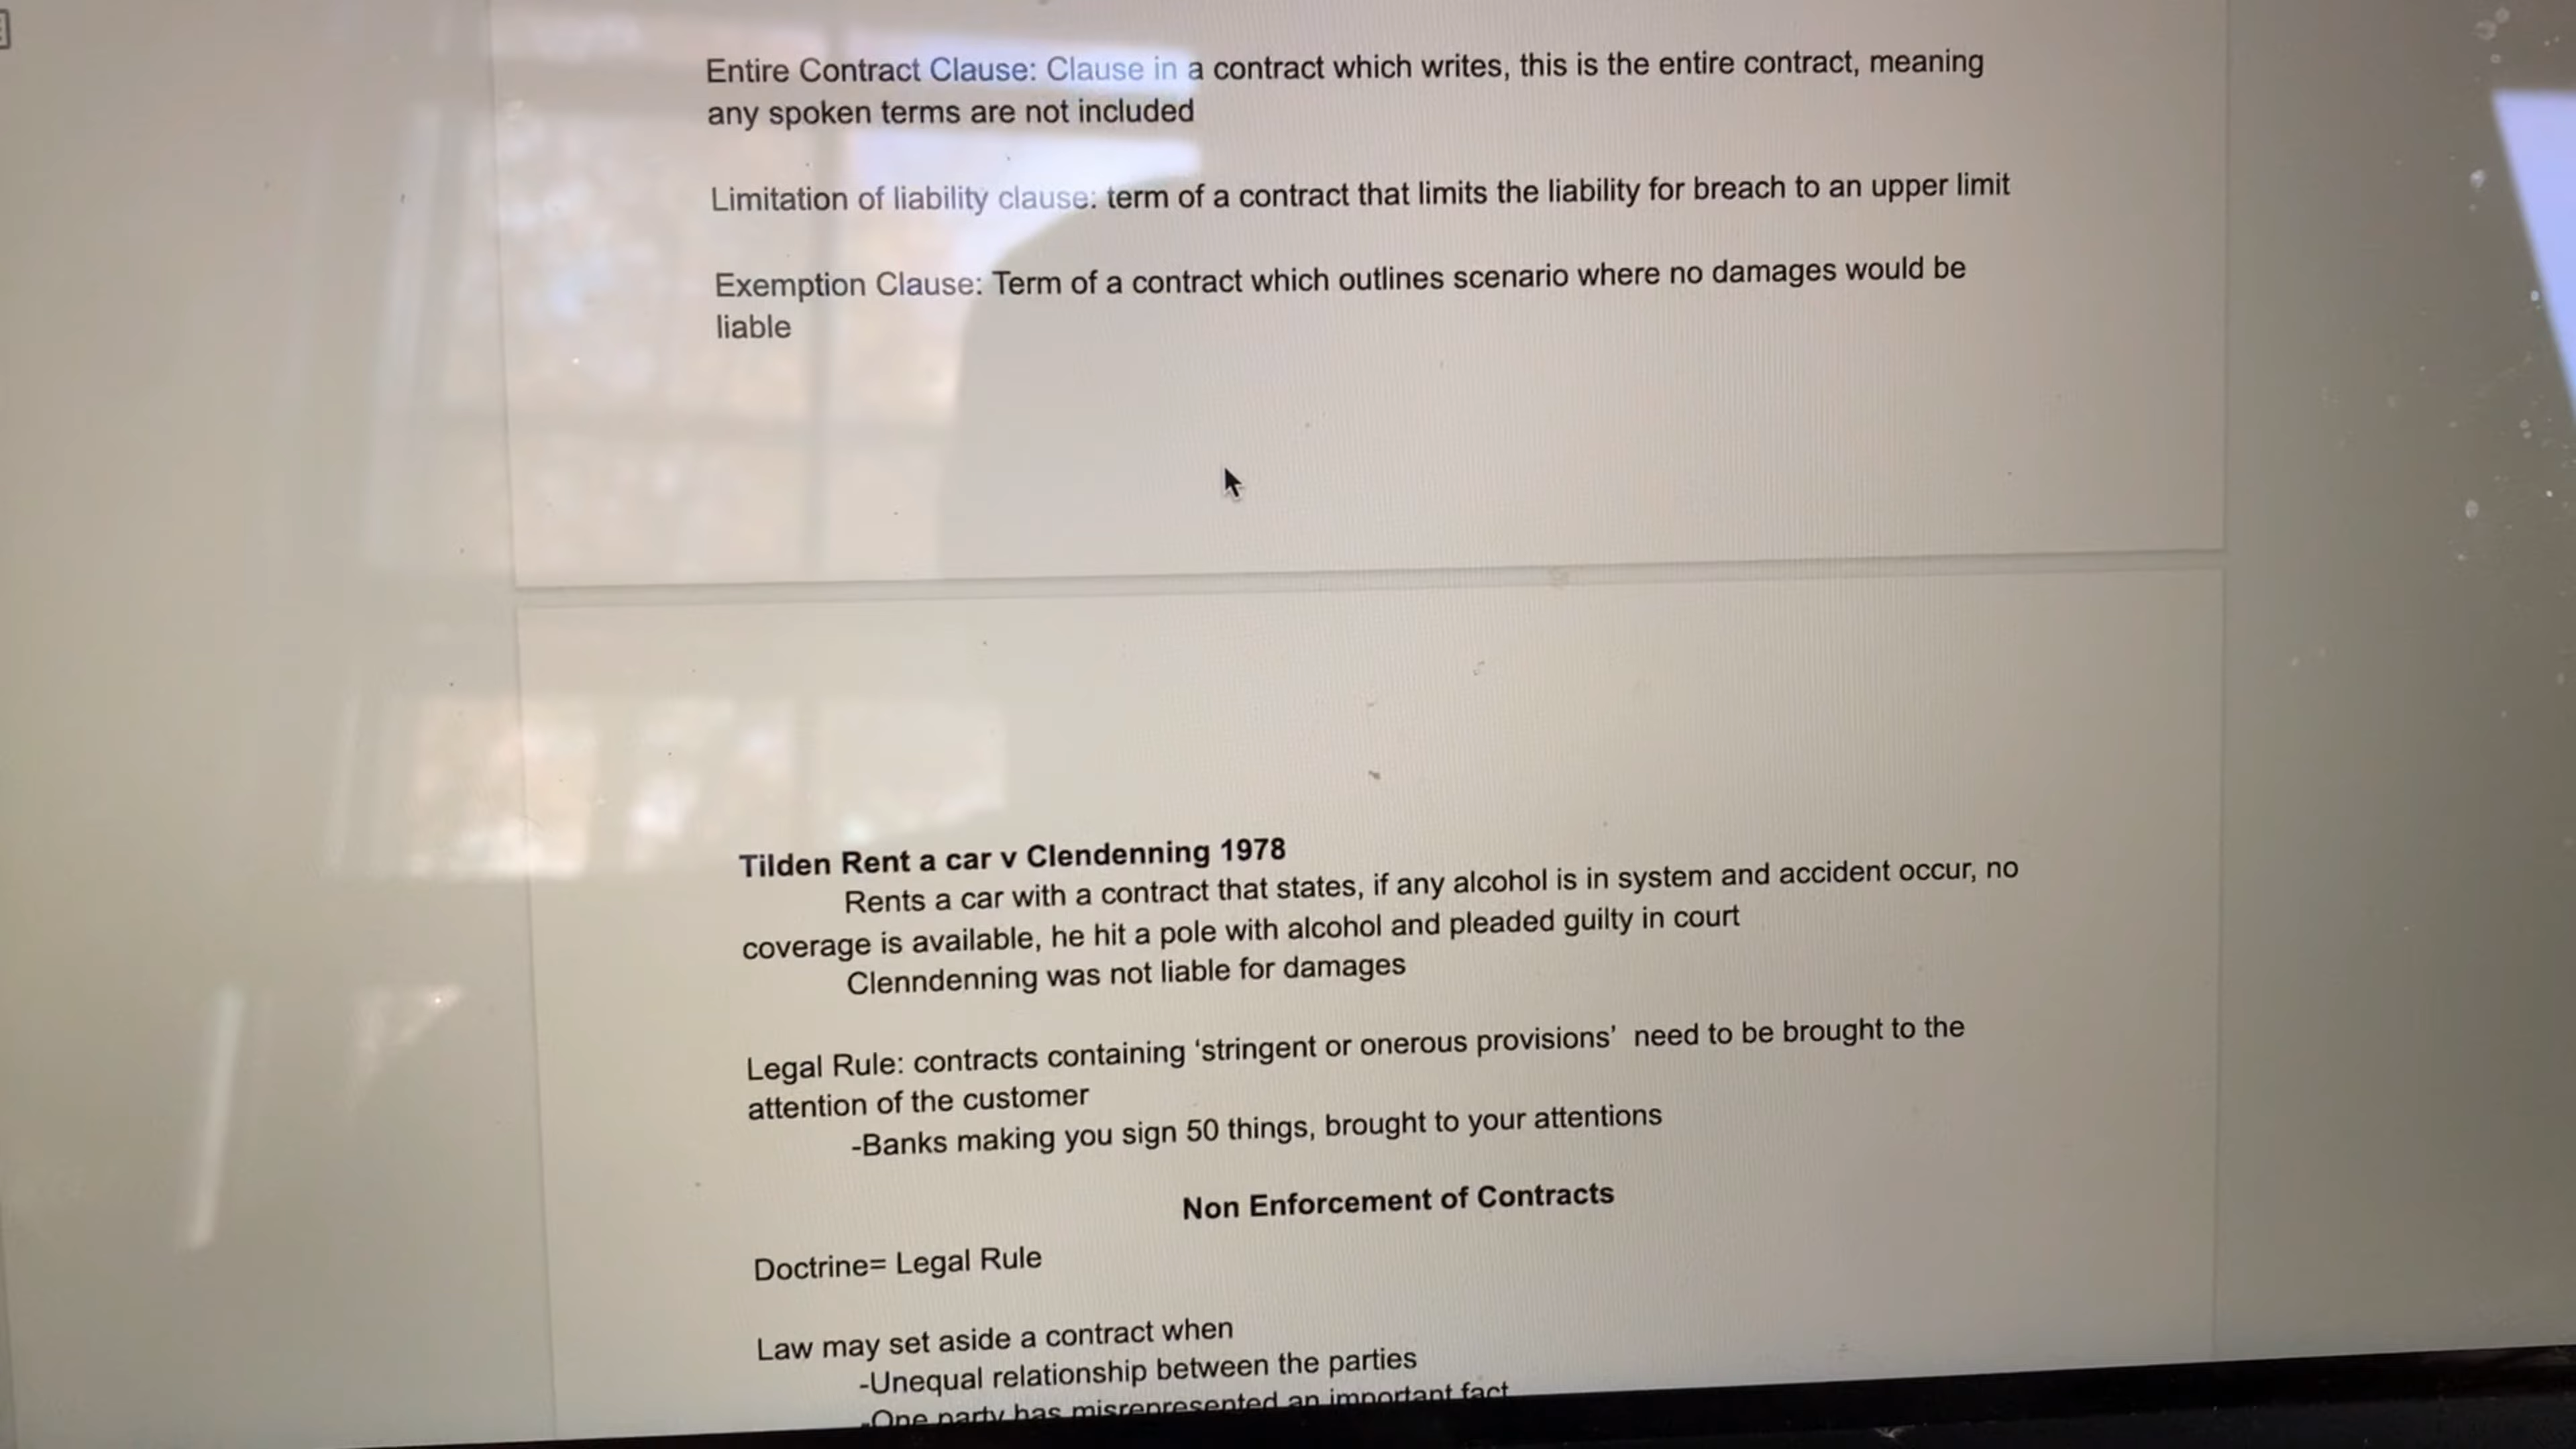 Entire Contract Clause: Clause in a contract which writes, this is the entire contract, meaning
any spoken terms are not included
Limitation of liability clause: term of a contract that limits the liability for breach to an upper limit
Exemption Clause: Term of a contract which outlines scenario where no damages would be
liable
Tilden Rent a car v Clendenning 1978
Rents a car with a contract that states, if any alcohol is in system and accident occur, no
coverage is available, he hit a pole with alcohol and pleaded guilty in court
Clenndenning was not liable for damages
Legal Rule: contracts containing ‘stringent or onerous provisions’ need to be brought to the
attention of the customer
-Banks making you sign 50 things, brought to your attentions
Non Enforcement of Contracts
Doctrine= Legal Rule
Law may set aside a contract when
-Unequal relationship between the parties
-One party has misrepresented an important fact